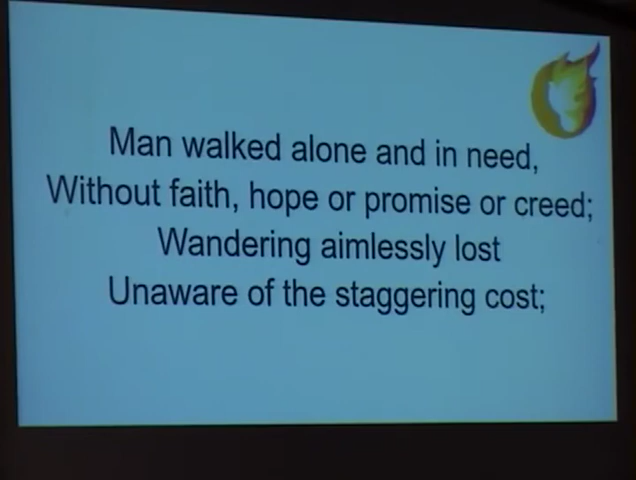 Man walked alone and in need,
Without faith, hope or promise or creed;
Wandering aimlessly lost
Unaware of the staggering cost;